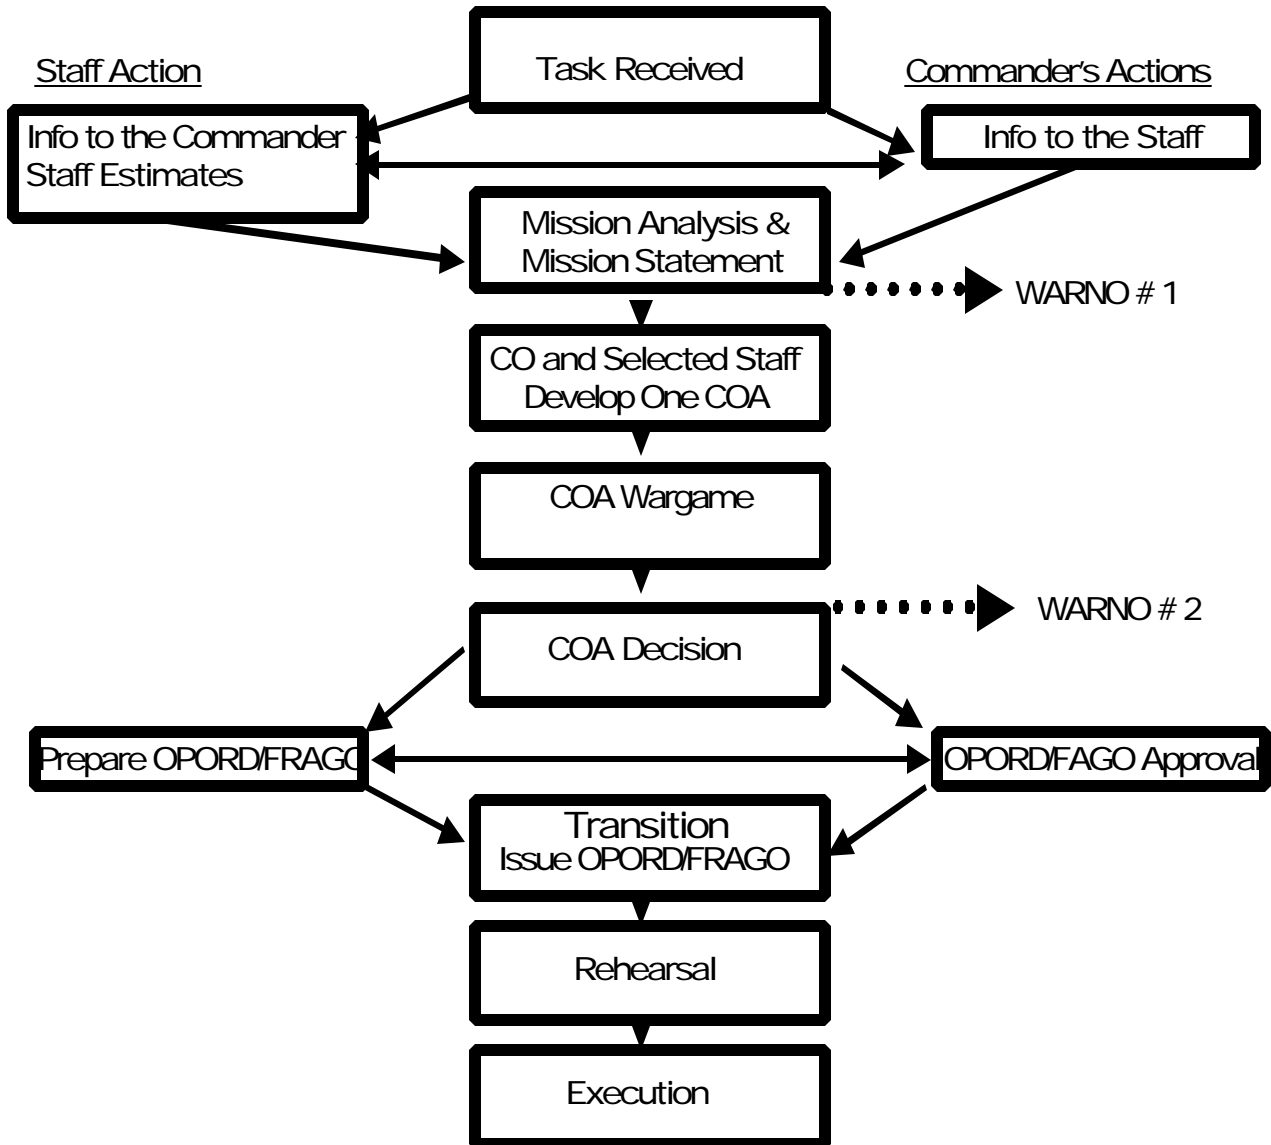 Task Received
Staff Action
Commander's Actions
Info to the Commander
Staff Estimates
Info to the Staff
Mission Analysis &
Mission Statement
WARNO # 1
CO and Selected Staff
Develop One COA
COA Wargame
WARNO # 2
COA Decision
Prepare OPORD/FRAGO
OPORD/FAGO Approval
Transition
Issue OPORD/FRAGO
Rehearsal
Execution